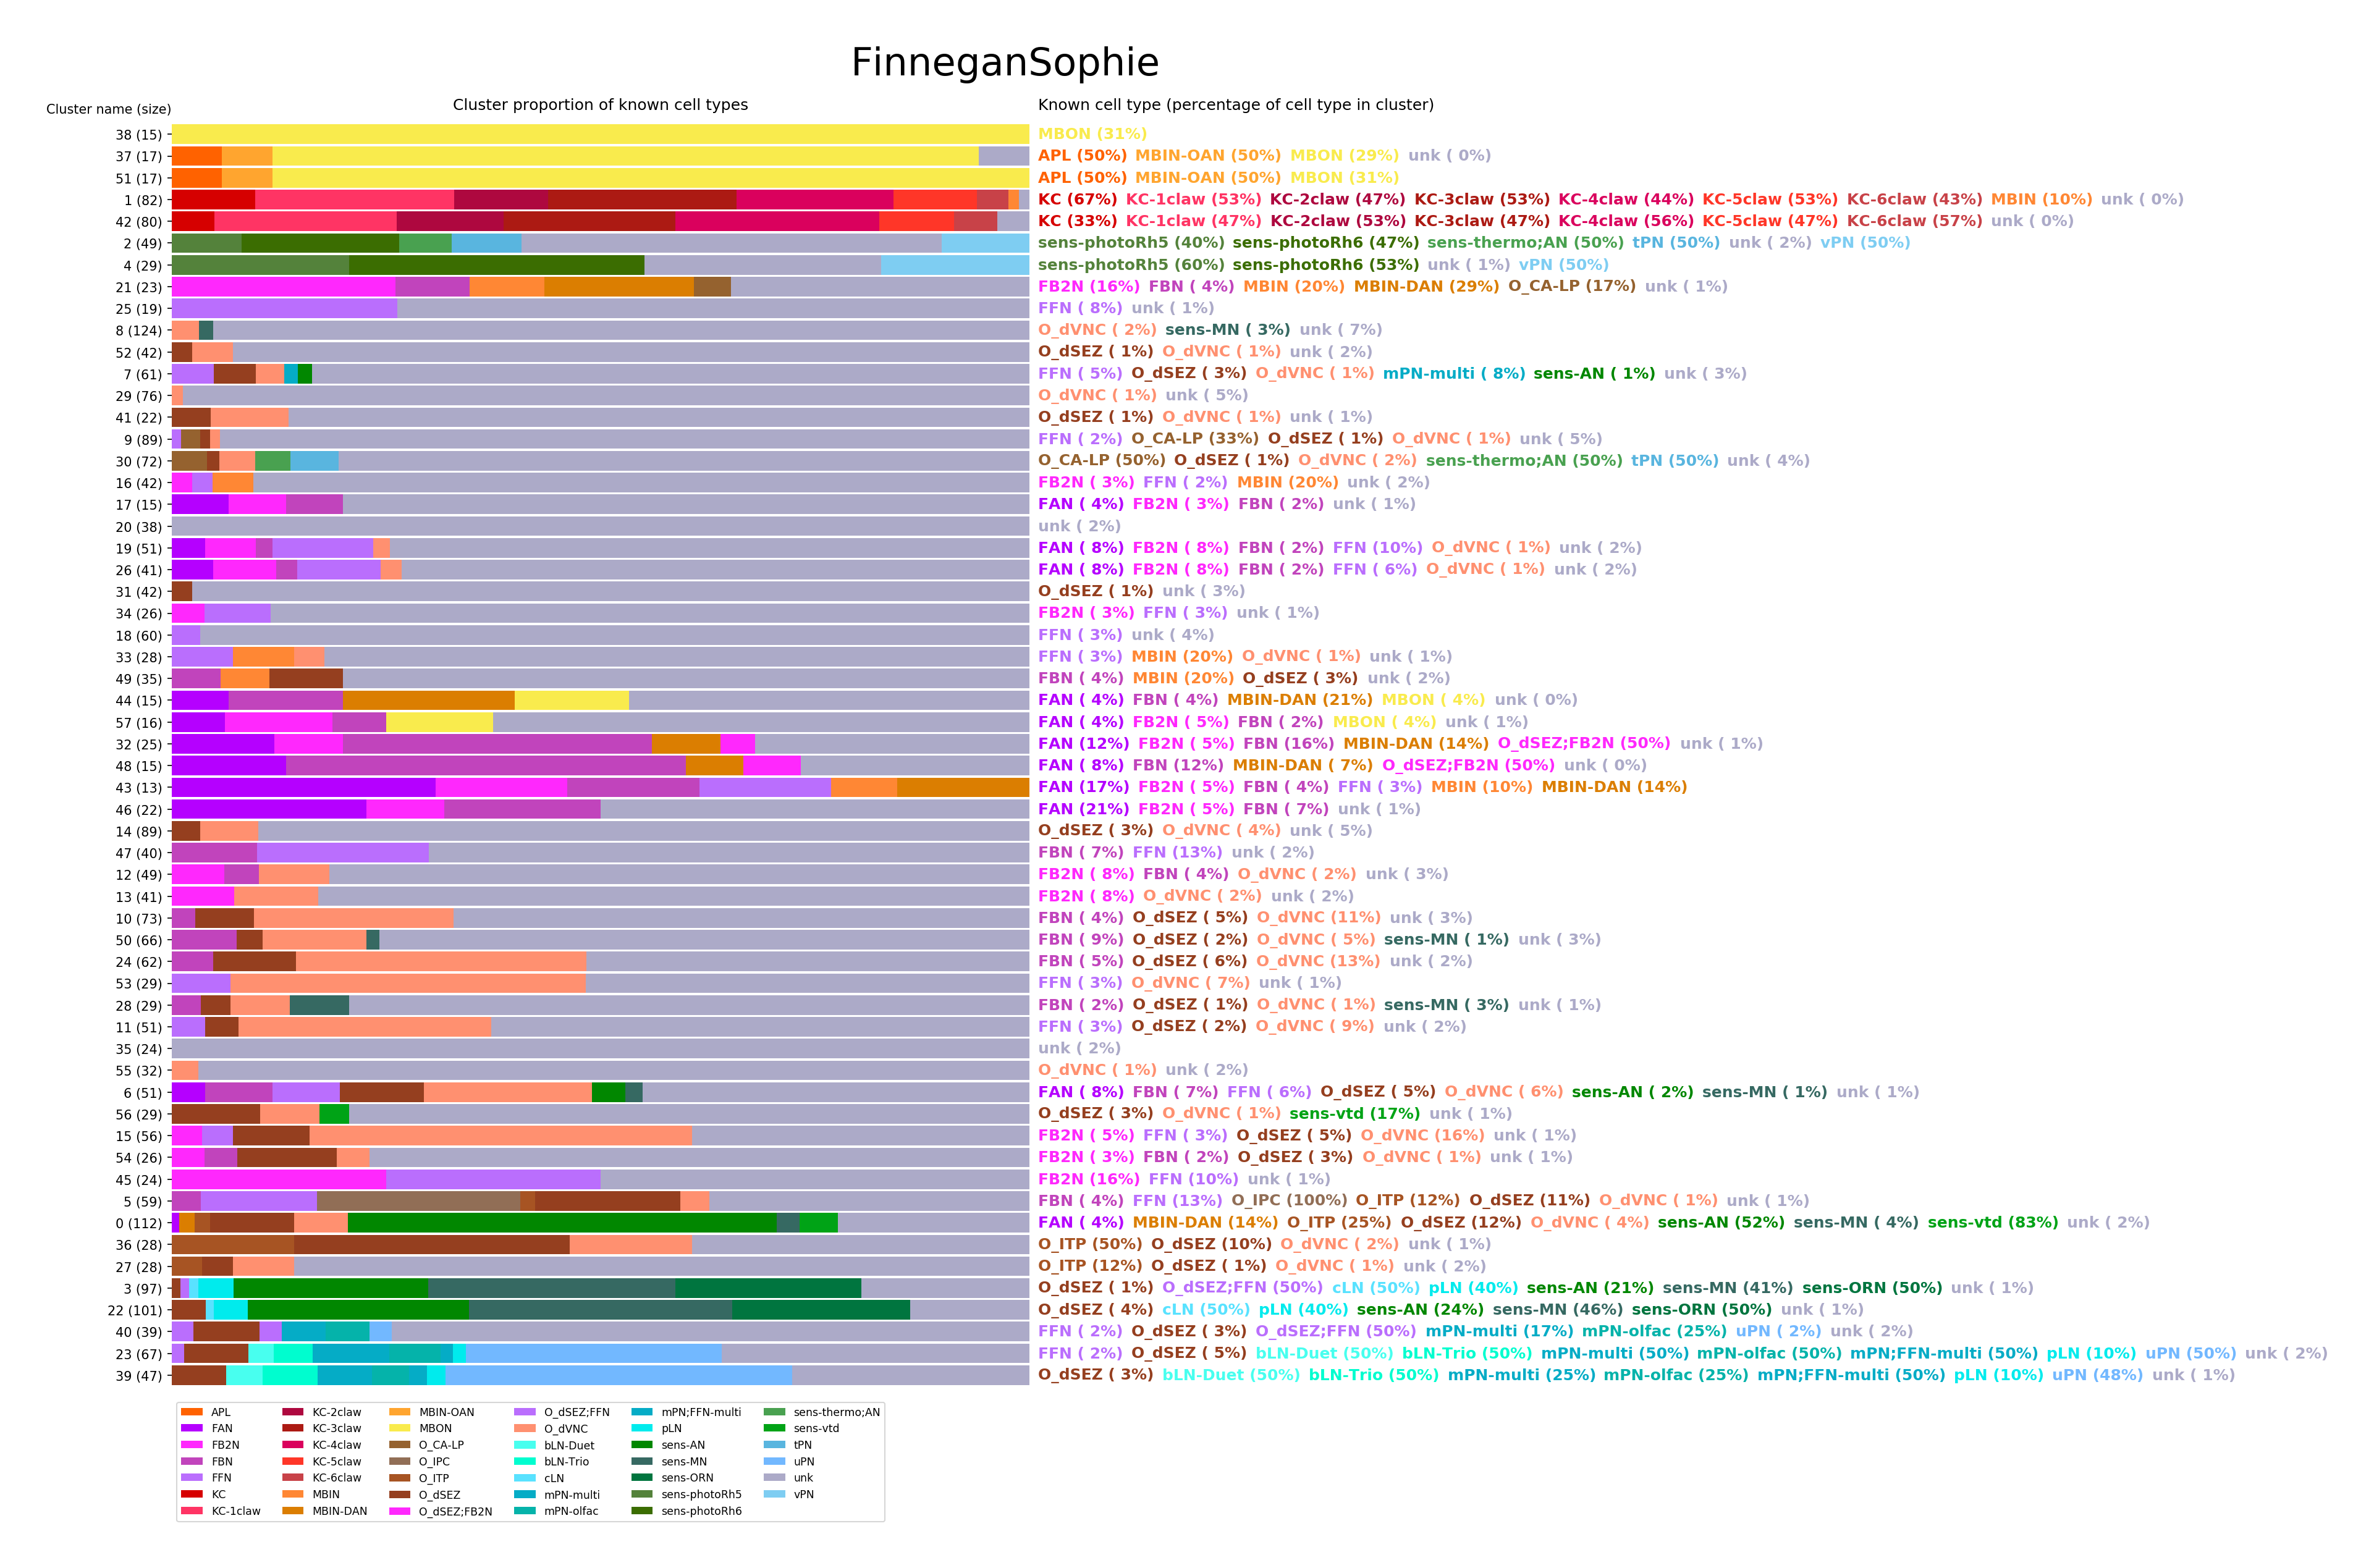 FinneganSophie
Cluster name (size) Cluster proportion of known cell types Known cell type (percentage of cell type in cluster)
38 (15) MBON (31%)
37 (17) APL (50%) MBIN-OAN (50%) MBON (29%) unk ( 0%)
51 (17) APL (50%) MBIN-OAN (50%) MBON (31%)
1 (82) KC (67%) KC-1claw (53%) KC-2claw (47%) KC-3claw (53%) KC-4claw (44%) KC-5claw (53%) KC-6claw (43%) MBIN (10%) unk ( 0%)
42 (80) KC (33%) KC-1claw (47%) KC-2claw (53%) KC-3claw (47%) KC-4claw (56%) KC-5claw (47%) KC-6claw (57%) unk ( 0%)
2 (49) sens-photoRh5 (40%) sens-photoRh6 (47%) sens-thermo;AN (50%) tPN (50%) unk ( 2%) vPN (50%)
4 (29) sens-photoRh5 (60%) sens-photoRh6 (53%) unk ( 1%) vPN (50%)
21 (23) FB2N (16%) FBN ( 4%) MBIN (20%) MBIN-DAN (29%) O_CA-LP (17%) unk ( 1%)
25 (19) FFN ( 8%) unk ( 1%)
8 (124) O_dVNC ( 2%) sens-MN ( 3%) unk ( 7%)
52 (42) O_dSEZ ( 1%) O_dVNC ( 1%) unk ( 2%)
7 (61) FFN ( 5%) O_dSEZ ( 3%) O_dVNC ( 1%) mPN-multi ( 8%) sens-AN ( 1%) unk ( 3%)
29 (76) O_dVNC ( 1%) unk ( 5%)
41 (22) O_dSEZ ( 1%) O_dVNC ( 1%) unk ( 1%)
9 (89) FFN ( 2%) O_CA-LP (33%) O_dSEZ ( 1%) O_dVNC ( 1%) unk ( 5%)
30 (72) O_CA-LP (50%) O_dSEZ ( 1%) O_dVNC ( 2%) sens-thermo;AN (50%) tPN (50%) unk ( 4%)
16 (42) FB2N ( 3%) FFN ( 2%) MBIN (20%) unk ( 2%)
17 (15) FAN ( 4%) FB2N ( 3%) FBN ( 2%) unk ( 1%)
20 (38) unk ( 2%)
19 (51) FAN ( 8%) FB2N ( 8%) FBN ( 2%) FFN (10%) O_dVNC ( 1%) unk ( 2%)
26 (41) FAN ( 8%) FB2N ( 8%) FBN ( 2%) FFN ( 6%) O_dVNC ( 1%) unk ( 2%)
31 (42) O_dSEZ ( 1%) unk ( 3%)
34 (26) FB2N ( 3%) FFN ( 3%) unk ( 1%)
18 (60) FFN ( 3%) unk ( 4%)
33 (28) FFN ( 3%) MBIN (20%) O_dVNC ( 1%) unk ( 1%)
49 (35) FBN ( 4%) MBIN (20%) O_dSEZ ( 3%) unk ( 2%)
44 (15) FAN ( 4%) FBN ( 4%) MBIN-DAN (21%) MBON ( 4%) unk ( 0%)
57 (16) FAN ( 4%) FB2N ( 5%) FBN ( 2%) MBON ( 4%) unk ( 1%)
32 (25) FAN (12%) FB2N ( 5%) FBN (16%) MBIN-DAN (14%) O_dSEZ;FB2N (50%) unk ( 1%)
48 (15) FAN ( 8%) FBN (12%) MBIN-DAN ( 7%) O_dSEZ;FB2N (50%) unk ( 0%)
43 (13) FAN (17%) FB2N ( 5%) FBN ( 4%) FFN ( 3%) MBIN (10%) MBIN-DAN (14%)
46 (22) FAN (21%) FB2N ( 5%) FBN ( 7%) unk ( 1%)
14 (89) O_dSEZ ( 3%) O_dVNC ( 4%) unk ( 5%)
47 (40) FBN ( 7%) FFN (13%) unk ( 2%)
12 (49) FB2N ( 8%) FBN ( 4%) O_dVNC ( 2%) unk ( 3%)
13 (41) FB2N ( 8%) O_dVNC ( 2%) unk ( 2%)
10 (73) FBN ( 4%) O_dSEZ ( 5%) O_dVNC (11%) unk ( 3%)
50 (66) FBN ( 9%) O_dSEZ ( 2%) O_dVNC ( 5%) sens-MN ( 1%) unk ( 3%)
24 (62) FBN ( 5%) O_dSEZ ( 6%) O_dVNC (13%) unk ( 2%)
53 (29) FFN ( 3%) O_dVNC ( 7%) unk ( 1%)
28 (29) FBN ( 2%) O_dSEZ ( 1%) O_dVNC ( 1%) sens-MN ( 3%) unk ( 1%)
11 (51) FFN ( 3%) O_dSEZ ( 2%) O_dVNC ( 9%) unk ( 2%)
35 (24) unk ( 2%)
55 (32) O_dVNC ( 1%) unk ( 2%)
6 (51) FAN ( 8%) FBN ( 7%) FFN ( 6%) O_dSEZ ( 5%) O_dVNC ( 6%) sens-AN ( 2%) sens-MN ( 1%) unk ( 1%)
56 (29) O_dSEZ ( 3%) O_dVNC ( 1%) sens-vtd (17%) unk ( 1%)
15 (56) FB2N ( 5%) FFN ( 3%) O_dSEZ ( 5%) O_dVNC (16%) unk ( 1%)
54 (26) FB2N ( 3%) FBN ( 2%) O_dSEZ ( 3%) O_dVNC ( 1%) unk ( 1%)
45 (24) FB2N (16%) FFN (10%) unk ( 1%)
5 (59) FBN ( 4%) FFN (13%) O_IPC (100%) O_ITP (12%) O_dSEZ (11%) O_dVNC ( 1%) unk ( 1%)
0 (112) FAN ( 4%) MBIN-DAN (14%) O_ITP (25%) O_dSEZ (12%) O_dVNC ( 4%) sens-AN (52%) sens-MN ( 4%) sens-vtd (83%) unk ( 2%)
36 (28) O_ITP (50%) O_dSEZ (10%) O_dVNC ( 2%) unk ( 1%)
27 (28) O_ITP (12%) O_dSEZ ( 1%) O_dVNC ( 1%) unk ( 2%)
3 (97) O_dSEZ ( 1%) O_dSEZ;FFN (50%) cLN (50%) pLN (40%) sens-AN (21%) sens-MN (41%) sens-ORN (50%) unk ( 1%)
22 (101) O_dSEZ ( 4%) cLN (50%) pLN (40%) sens-AN (24%) sens-MN (46%) sens-ORN (50%) unk ( 1%)
40 (39) FFN ( 2%) O_dSEZ ( 3%) O_dSEZ;FFN (50%) mPN-multi (17%) mPN-olfac (25%) uPN ( 2%) unk ( 2%)
23 (67) FFN ( 2%) O_dSEZ ( 5%) bLN-Duet (50%) bLN-Trio (50%) mPN-multi (50%) mPN-olfac (50%) mPN;FFN-multi (50%) pLN (10%) uPN (50%) unk ( 2%)
39 (47) O_dSEZ ( 3%) bLN-Duet (50%) bLN-Trio (50%) mPN-multi (25%) mPN-olfac (25%) mPN;FFN-multi (50%) pLN (10%) uPN (48%) unk ( 1%)
APL KC-2claw MBIN-OAN O_dSEZ;FFN mPN;FFN-multi sens-thermo;AN
FAN KC-3claw MBON O_dVNC pLN sens-vtd
FB2N KC-4claw O_CA-LP bLN-Duet sens-AN tPN
FBN KC-5claw O_IPC bLN-Trio sens-MN uPN
FFN KC-6claw O_ITP cLN sens-ORN unk
KC MBIN O_dSEZ mPN-multi sens-photoRh5 vPN
KC-1claw MBIN-DAN O_dSEZ;FB2N mPN-olfac sens-photoRh6